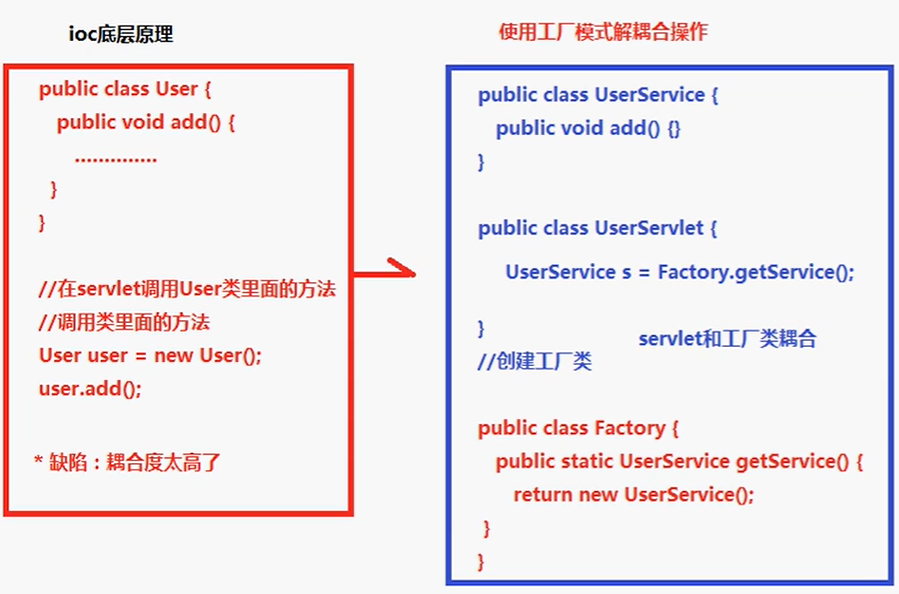 ioc底层原理
public class User {
public void add() {
..............
}
}
//在servlet调用User类里面的方法
//调用类里面的方法
User user = new User();
user.add();
* 缺陷：耦合度太高了
使用工厂模式解耦合操作
public class UserService {
public void add() {}
}
public class UserServlet {
UserService s = Factory.getService();
}
servlet和工厂类耦合
//创建工厂类
public class Factory {
public static UserService getService() {
return new UserService();
}
}